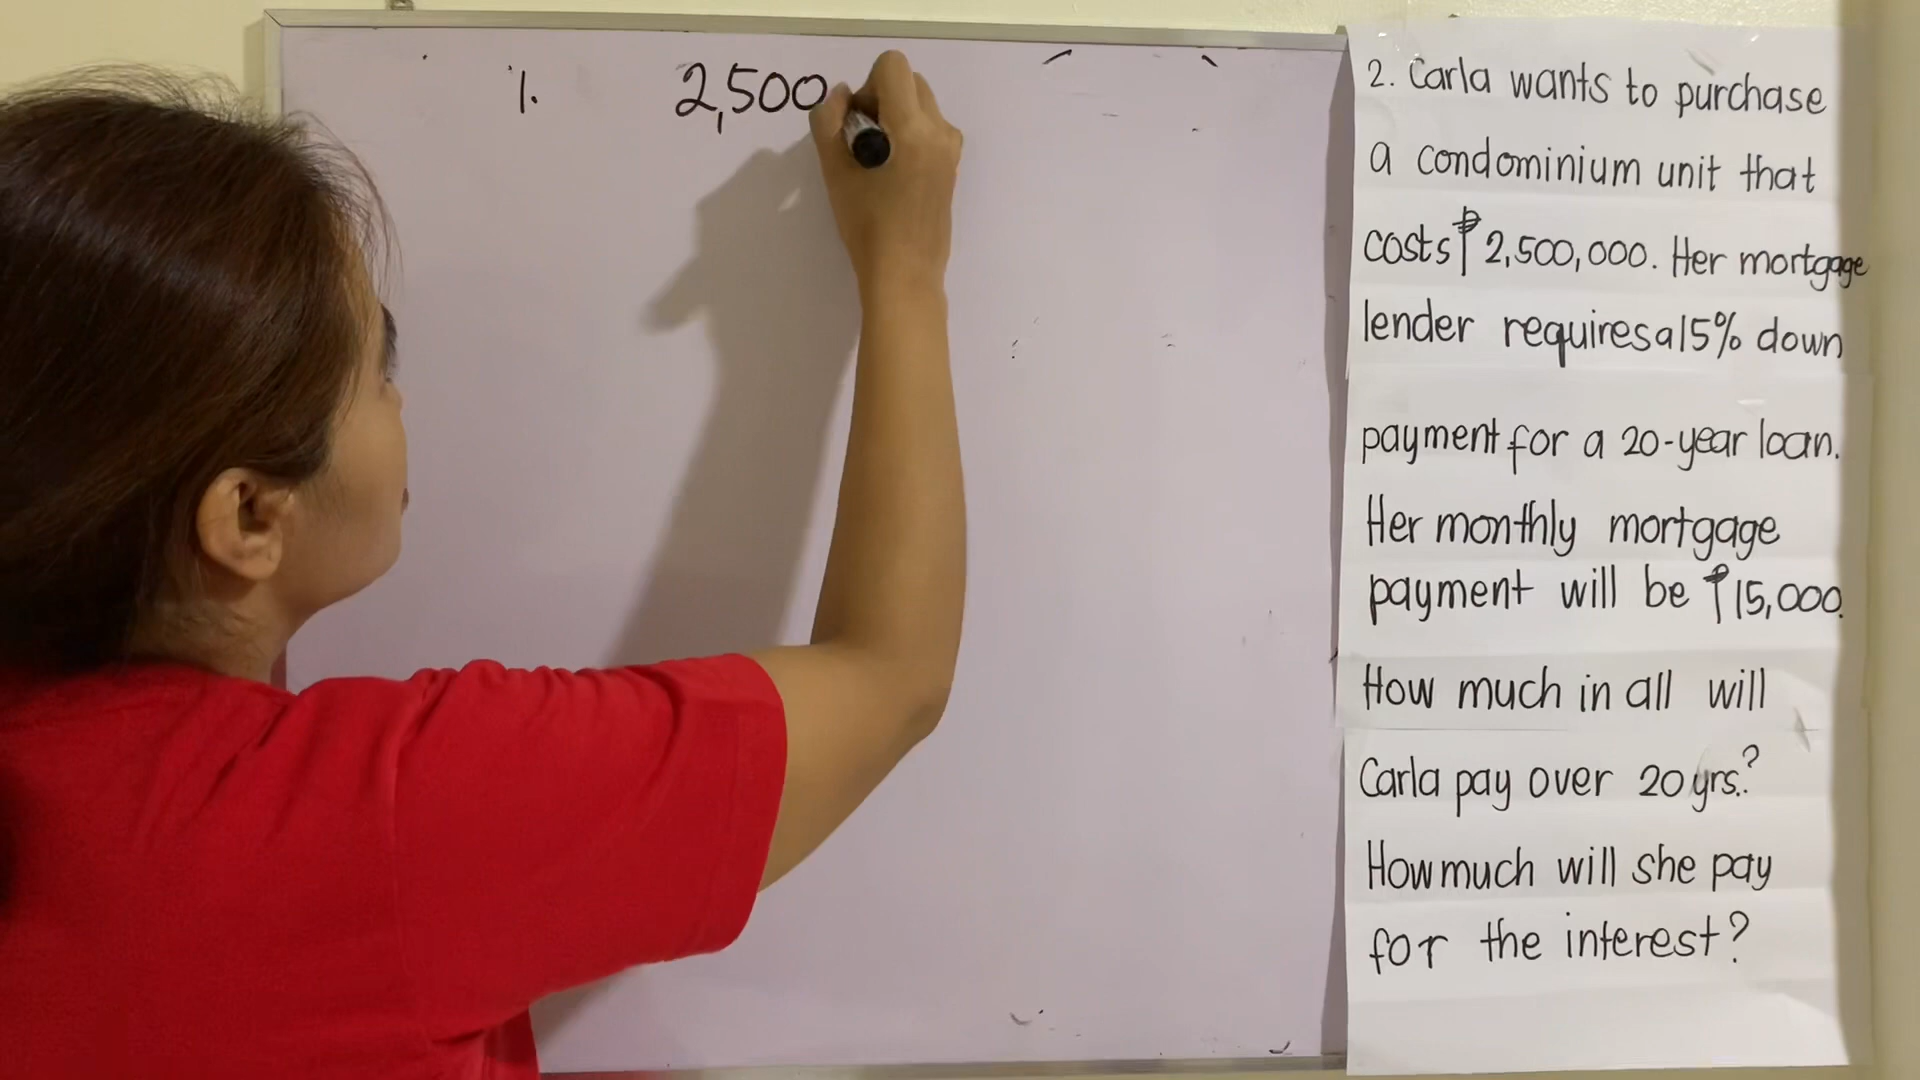 1. 2,500
2. Carla wants to purchase
a condominium unit that
costs ₱2,500,000. Her mortgage
lender requires a 15% down
payment for a 20-year loan.
Her monthly mortgage
payment will be ₱15,000.
How much in all will
Carla pay over 20 yrs.?
How much will she pay
for the interest?